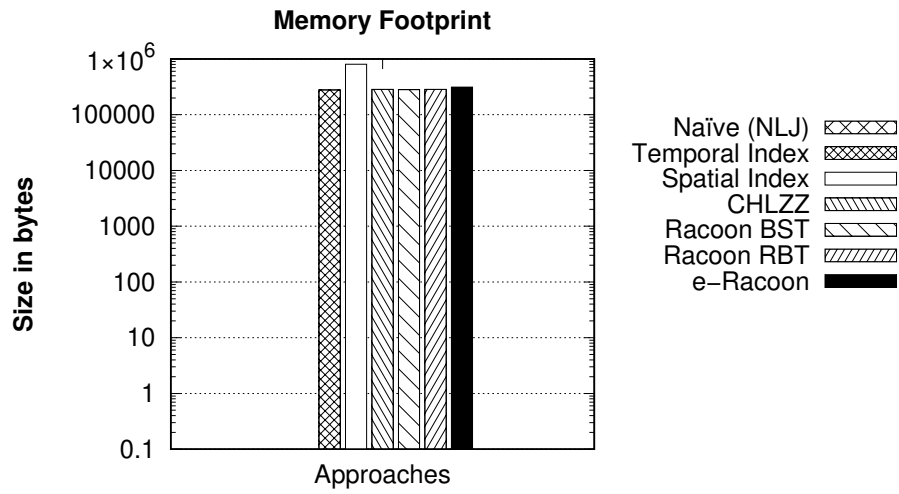 Memory Footprint
Size in bytes
1×10⁶
100000
10000
1000
100
10
1
0.1
Approaches
Naïve (NLJ)
Temporal Index
Spatial Index
CHLZZ
Racoon BST
Racoon RBT
e−Racoon